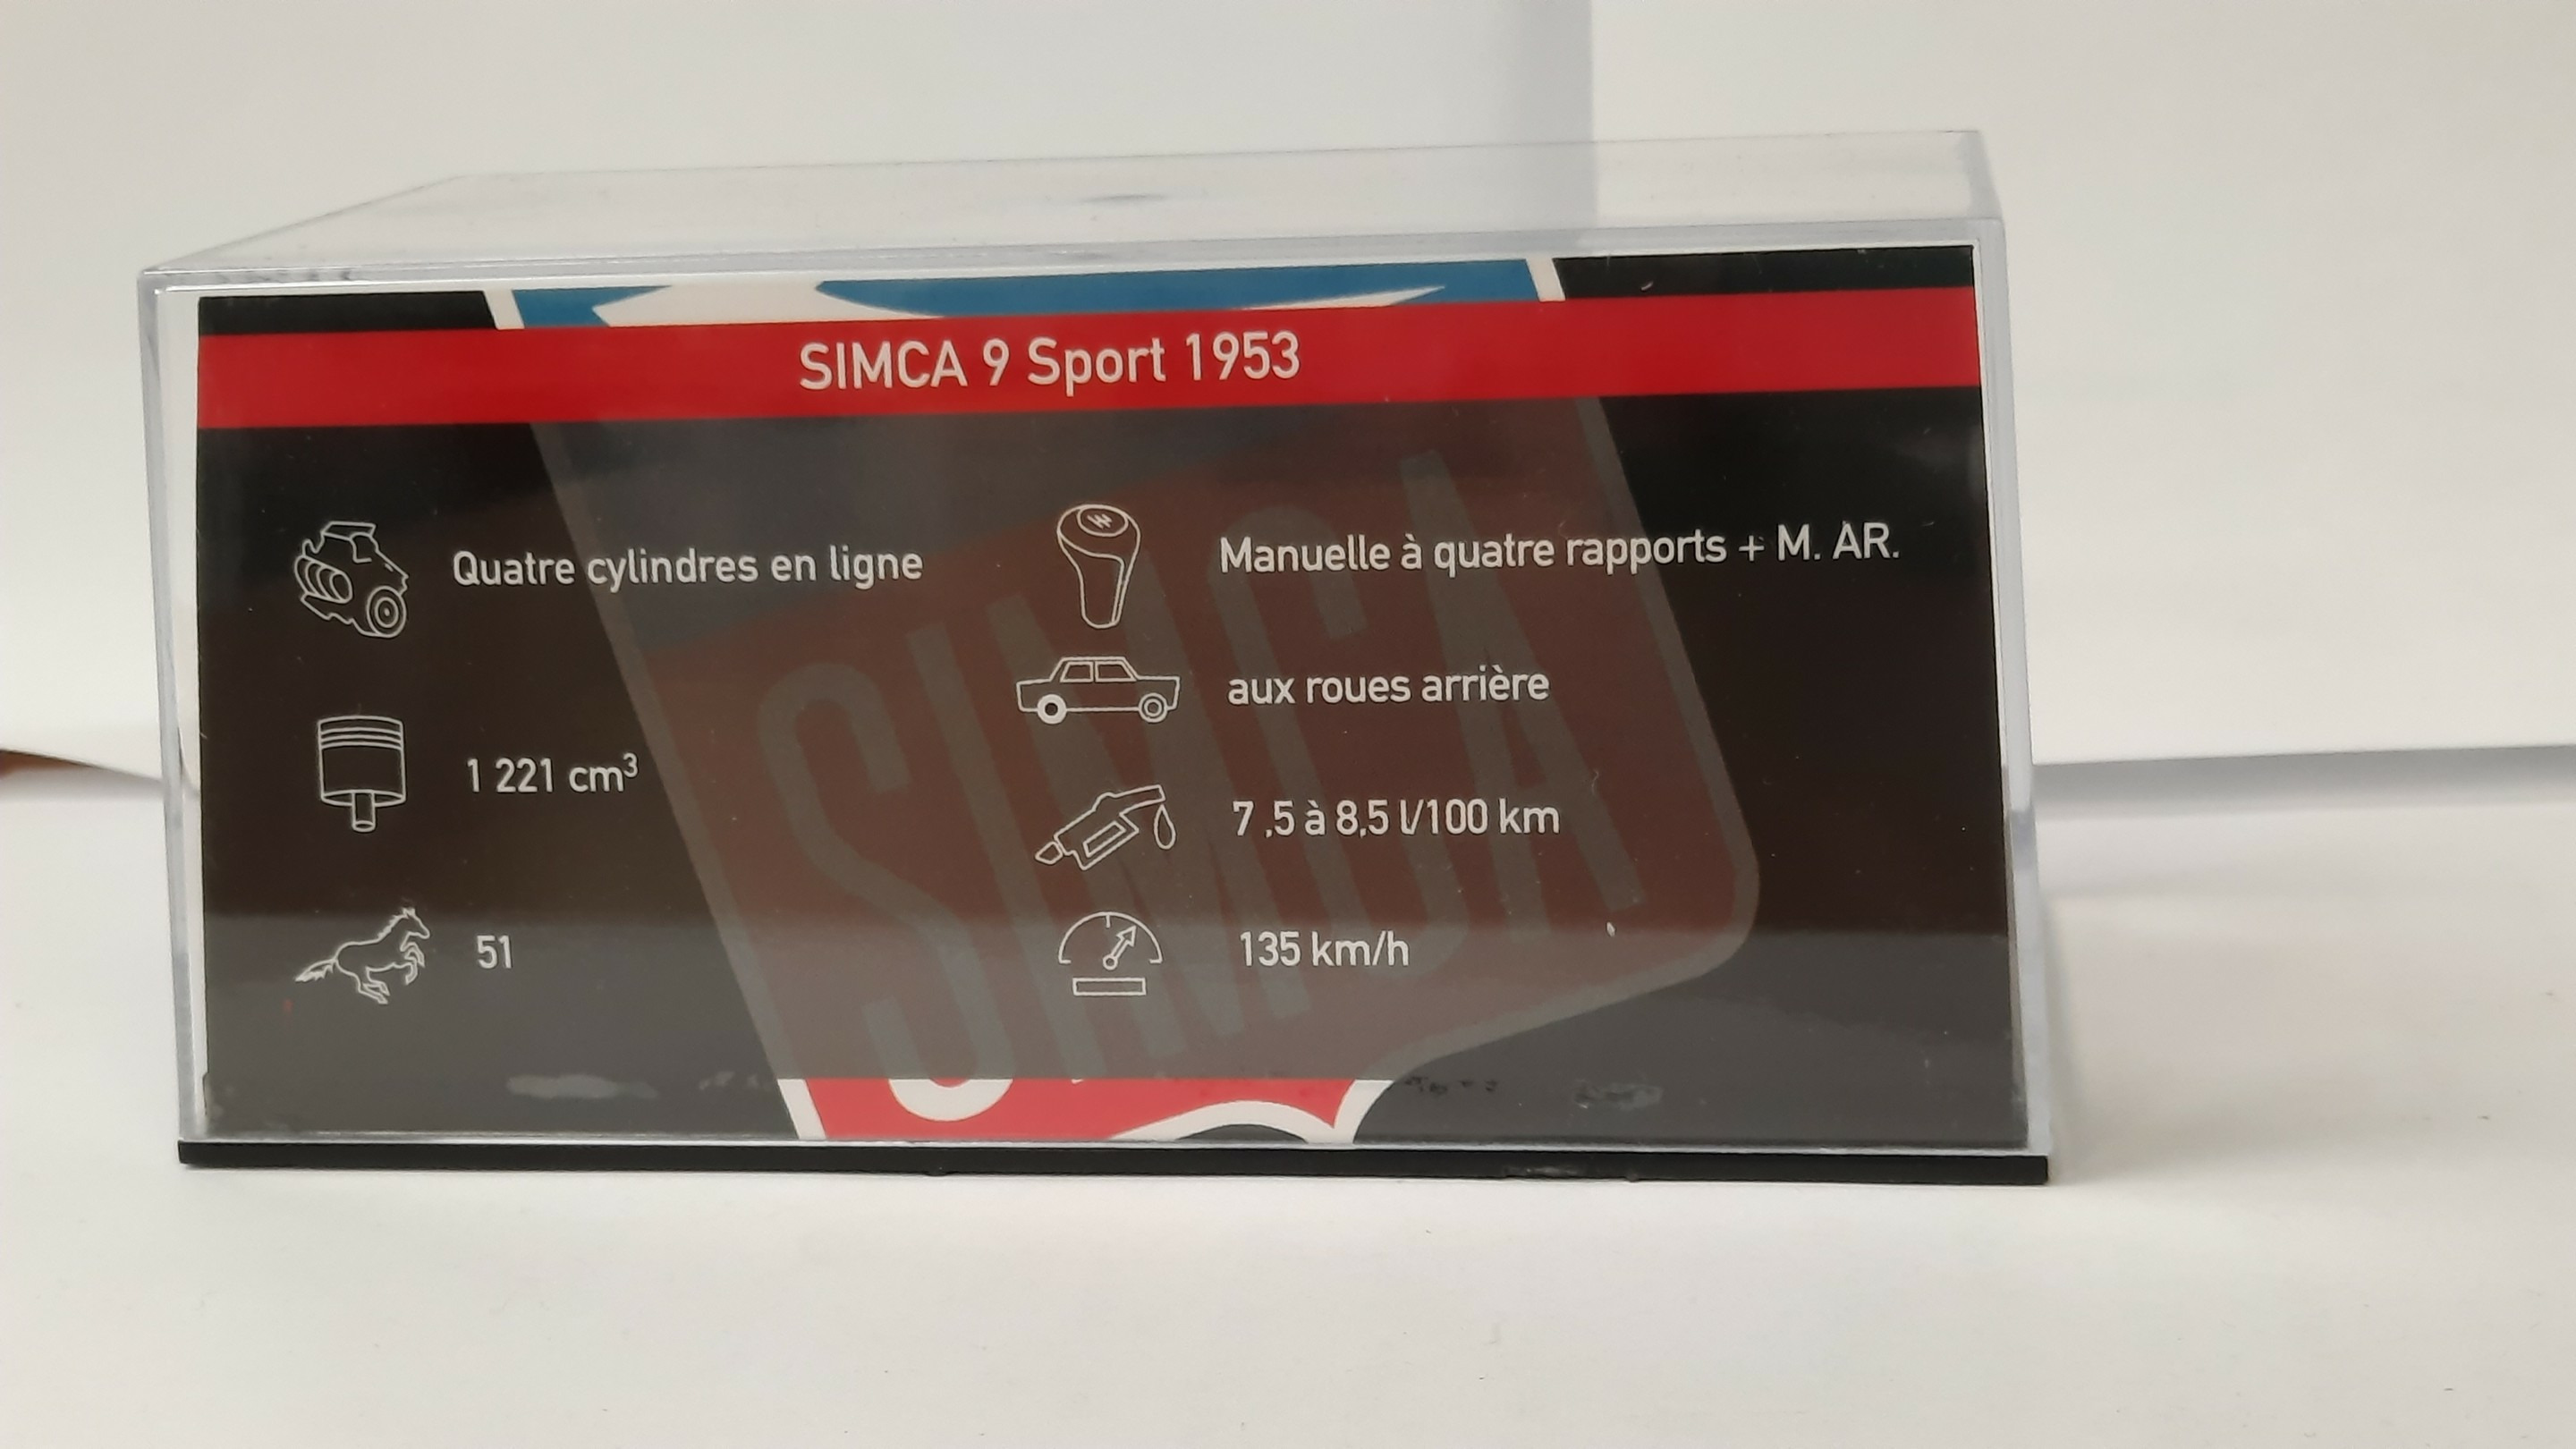 SIMCA 9 Sport 1953
Quatre cylindres en ligne
1 221 cm³
51
Manuelle à quatre rapports + M. AR.
aux roues arrière
7 ,5 à 8,5 l/100 km
135 km/h
SIMCA